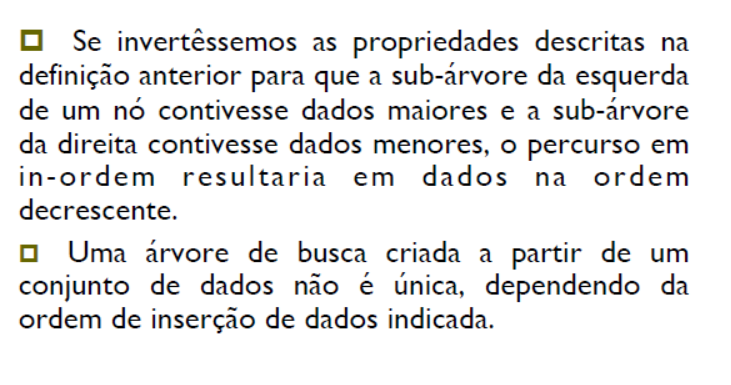 Se invertêssemos as propriedades descritas na
definição anterior para que a sub-árvore da esquerda
de um nó contivesse dados maiores e a sub-árvore
da direita contivesse dados menores, o percurso em
in-ordem resultaria em dados na ordem
decrescente.
Uma árvore de busca criada a partir de um
conjunto de dados não é única, dependendo da
ordem de inserção de dados indicada.